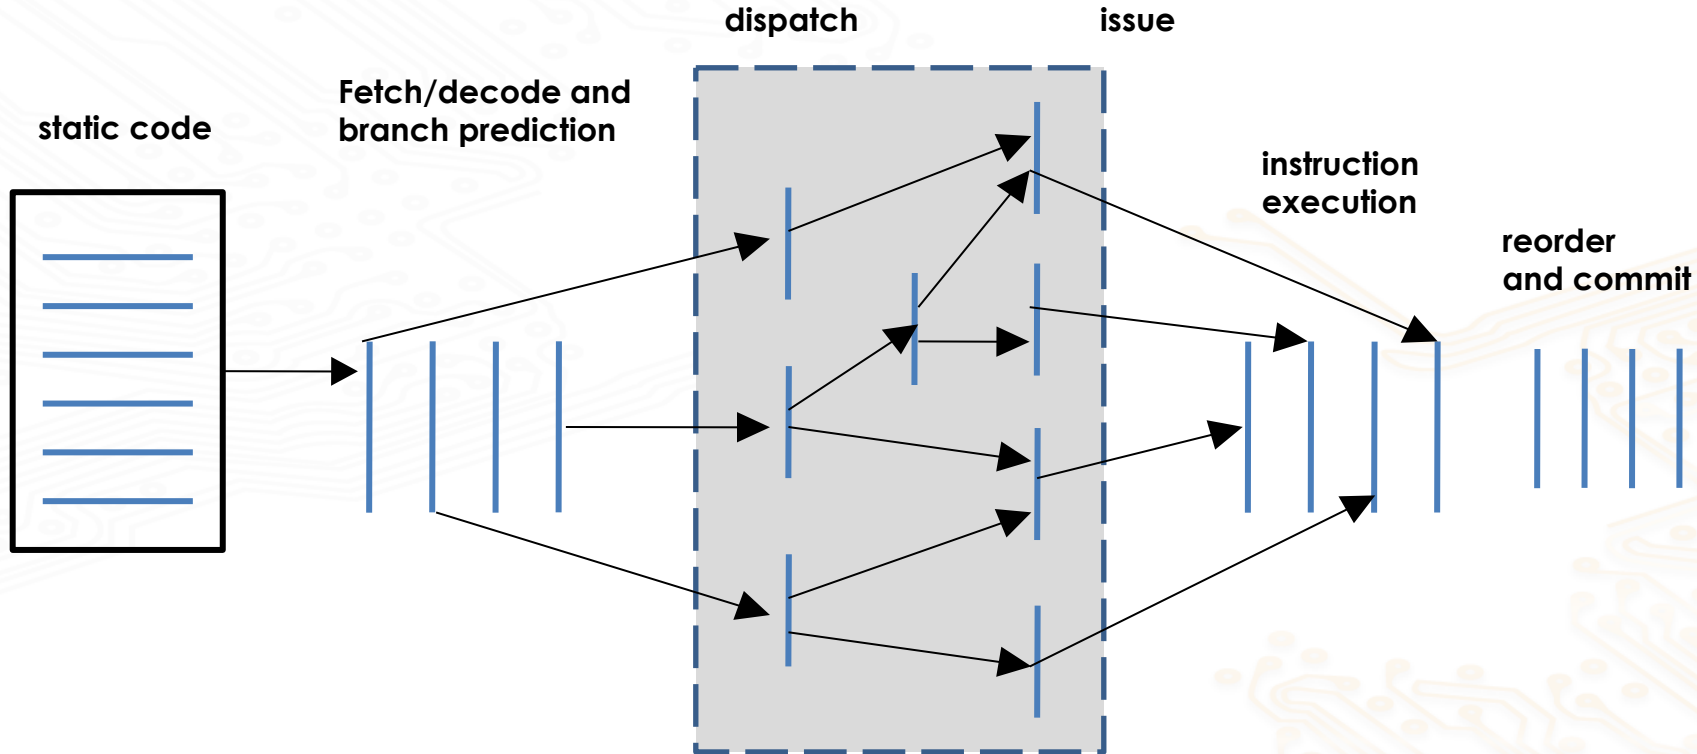 dispatch
issue
Fetch/decode and
branch prediction
static code
instruction
execution
reorder
and commit